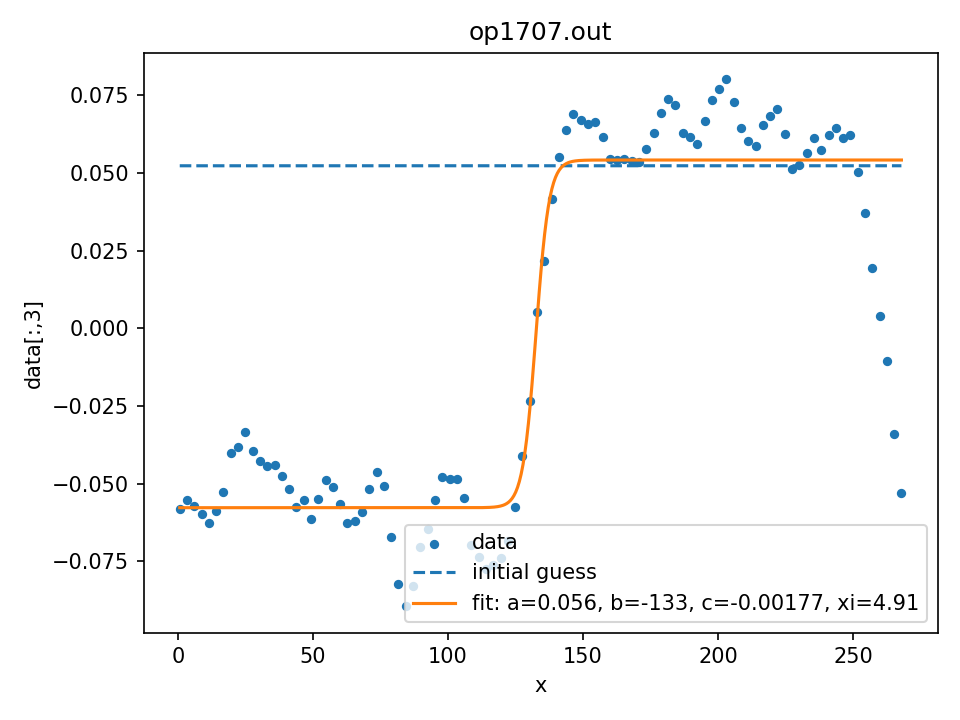 op1707.out
0.075
0.050
0.025
0.000
−0.025
−0.050
−0.075
data[:,3]
data
initial guess
fit: a=0.056, b=-133, c=-0.00177, xi=4.91
0 50 100 150 200 250
x